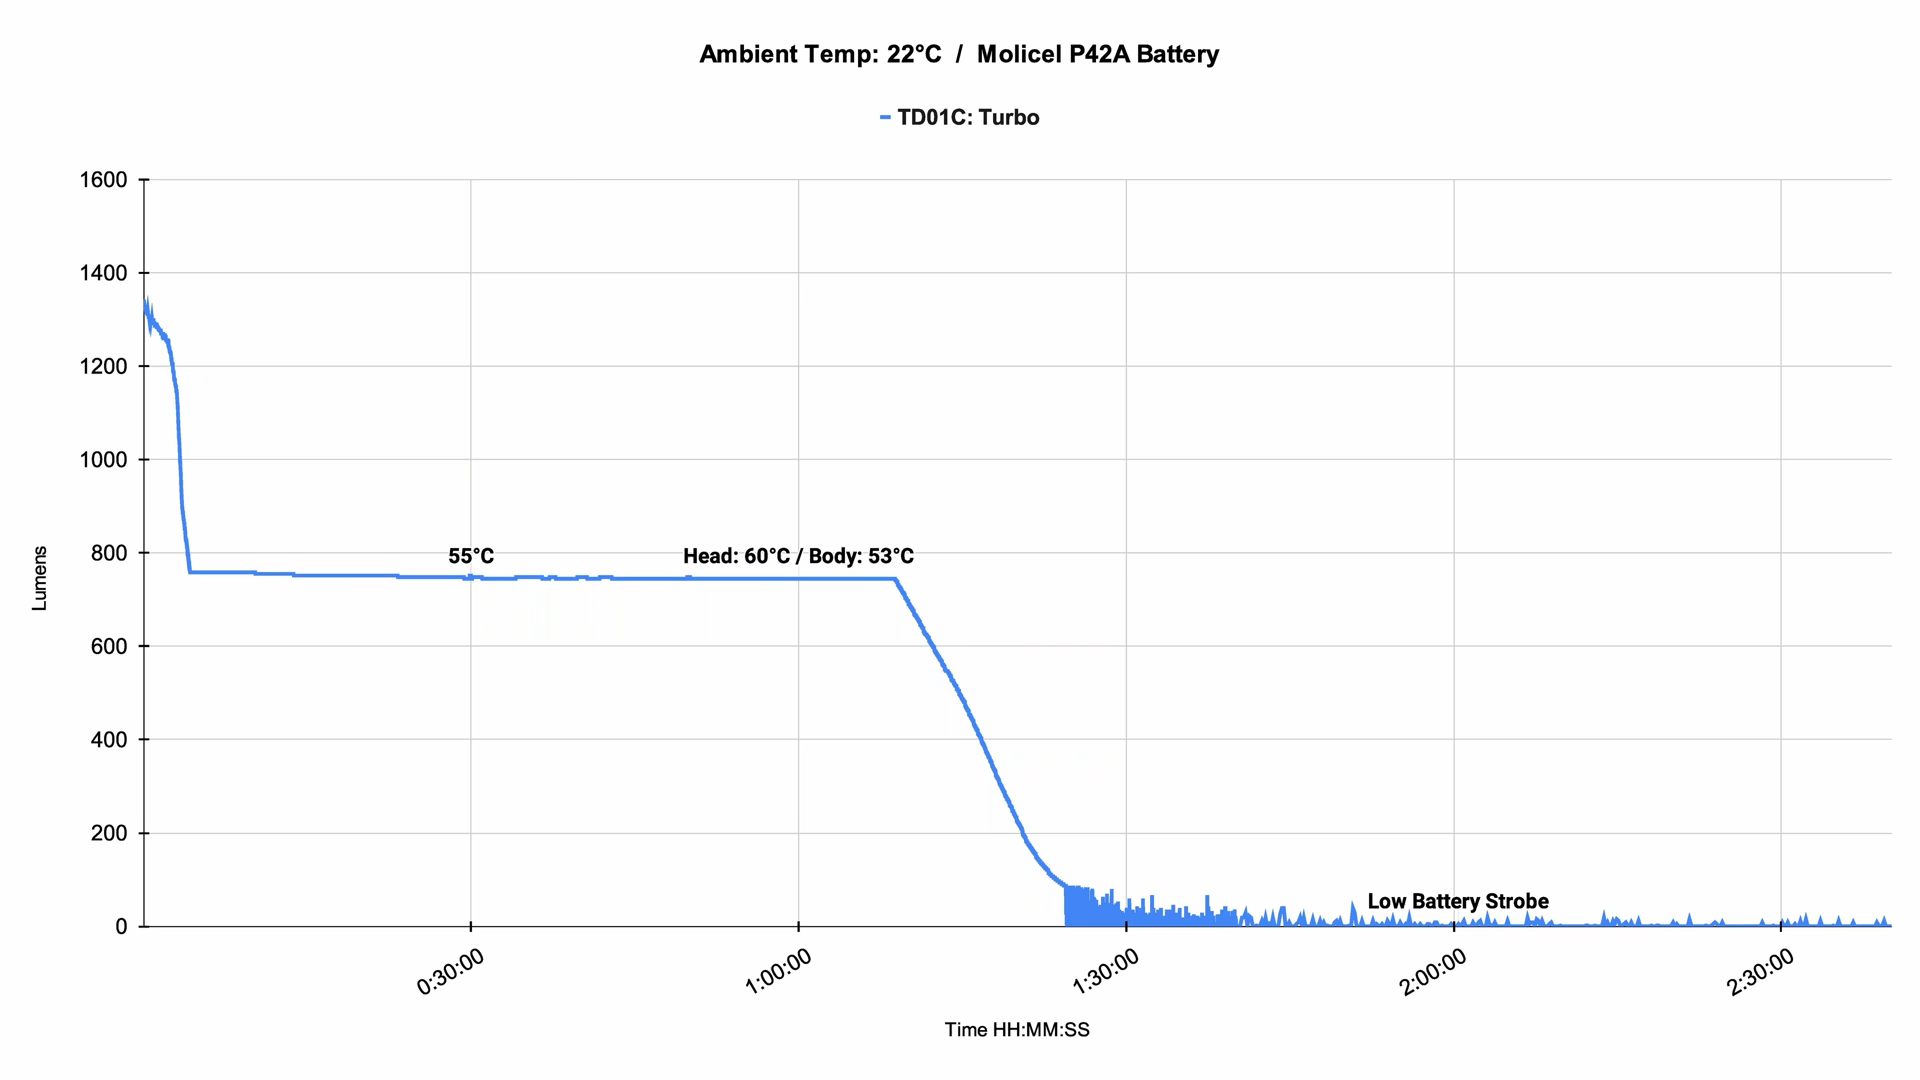 Ambient Temp: 22°C / Molicel P42A Battery
TD01C: Turbo
1600
1400
1200
1000
800
600
400
200
0
Lumens
55°C
Head: 60°C / Body: 53°C
Low Battery Strobe
0:30:00
1:00:00
1:30:00
2:00:00
2:30:00
Time HH:MM:SS